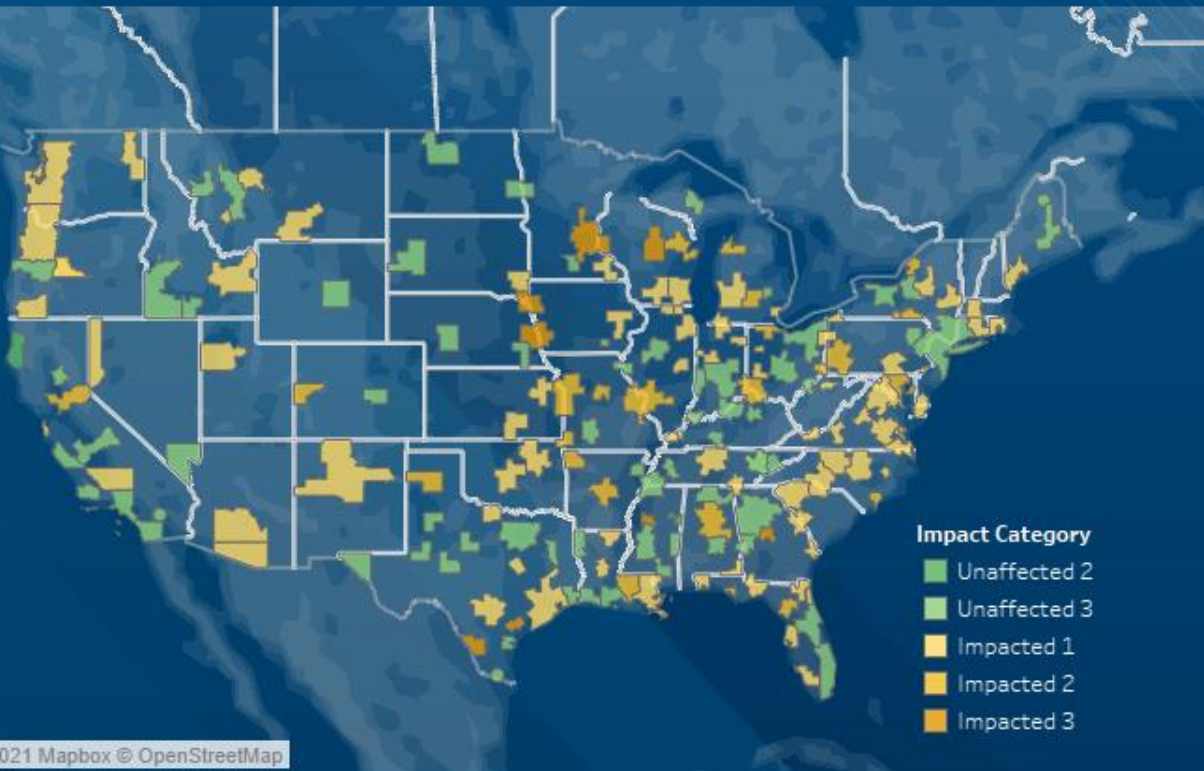 Impact Category
Unaffected 2
Unaffected 3
Impacted 1
Impacted 2
Impacted 3
021 Mapbox © OpenStreetMap